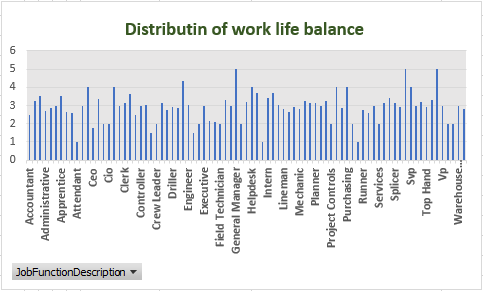 Distributin of work life balance
6
5
4
3
2
1
0
Accountant
Administrative
Apprentice
Attendant
Ceo
Cio
Clerk
Controller
Crew Leader
Driller
Engineer
Executive
Field Technician
General Manager
Helpdesk
Intern
Lineman
Mechanic
Planner
Project Controls
Purchasing
Runner
Services
Splicer
Svp
Top Hand
Vp
Warehouse...
JobFunctionDescription